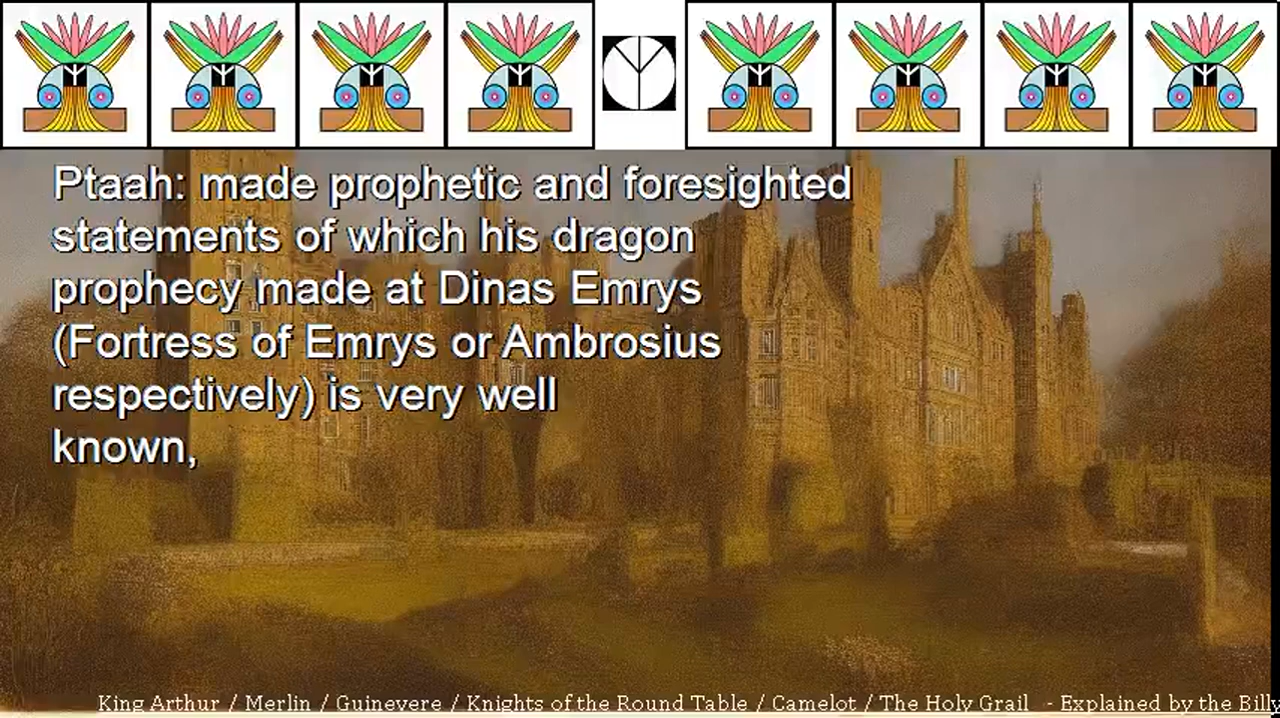 Ptaah: made prophetic and foresighted
statements of which his dragon
prophecy made at Dinas Emrys
(Fortress of Emrys or Ambrosius
respectively) is very well
known,
King Arthur / Merlin / Guinevere / Knights of the Round Table / Camelot / The Holy Grail - Explained by the Billy